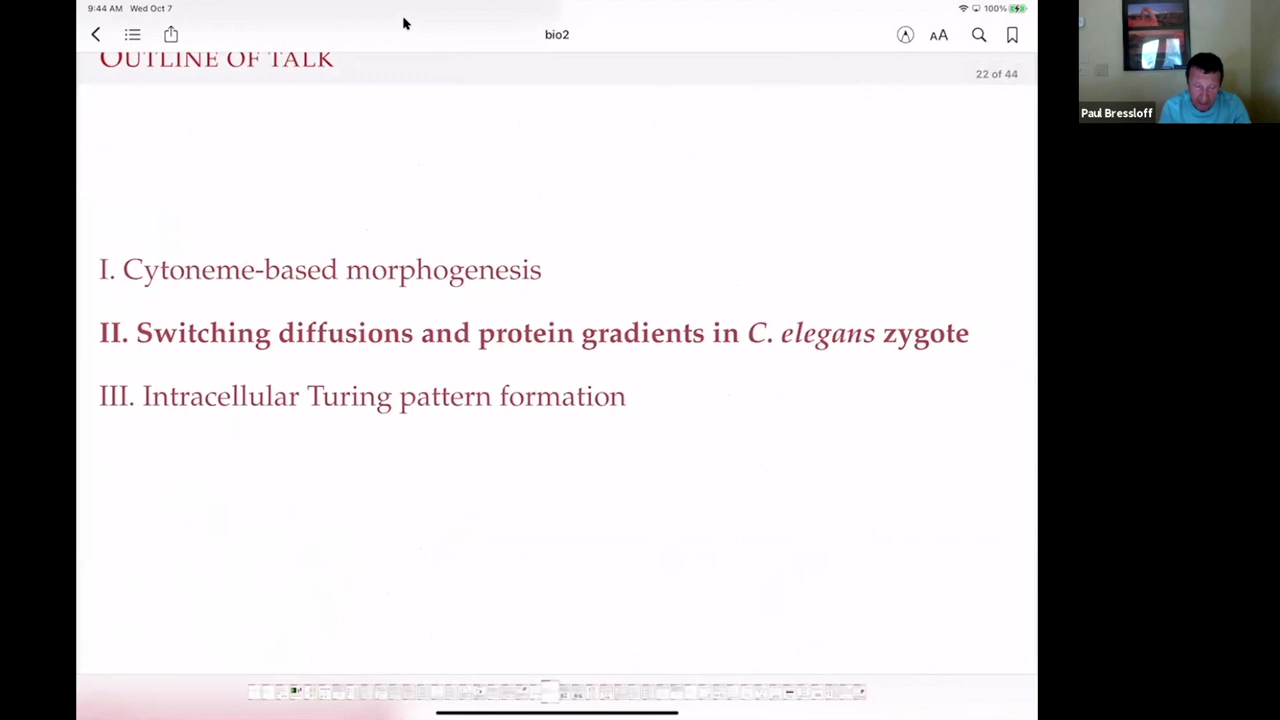 9:44 AM Wed Oct 7
100%
bio2
AA
OUTLINE OF TALK
22 of 44
Paul Bressloff
I. Cytoneme-based morphogenesis
II. Switching diffusions and protein gradients in C. elegans zygote
III. Intracellular Turing pattern formation